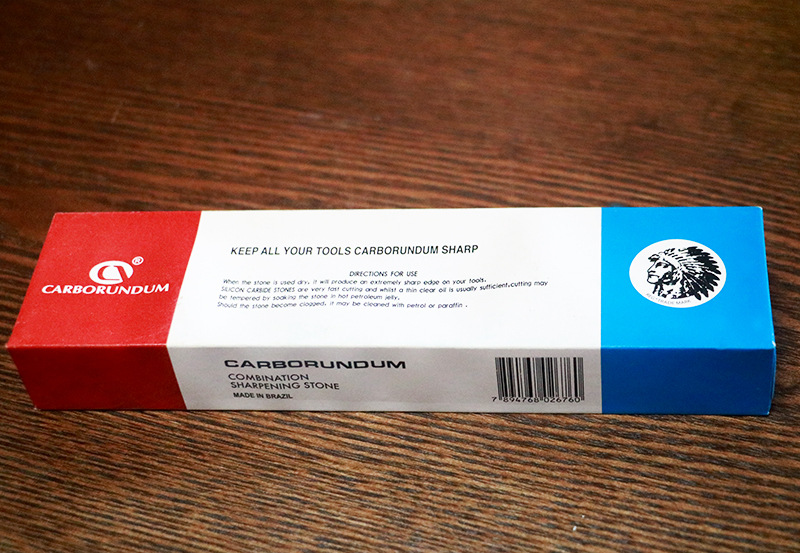 ®
CARBORUNDUM
KEEP ALL YOUR TOOLS CARBORUNDUM SHARP
DIRECTIONS FOR USE
When the stone is used dry, it will produce an extremely sharp edge on your tools.
SILICON CARBIDE STONES are very fast cutting and whilst a thin clear oil is usually sufficient,cutting may
be tempered by soaking the stone in hot petroleum jelly.
Should the stone become clogged, it may be cleaned with petrol or paraffin .
TRADE MARK
CARBORUNDUM
COMBINATION
SHARPENING STONE
MADE IN BRAZIL
7 894768 026760